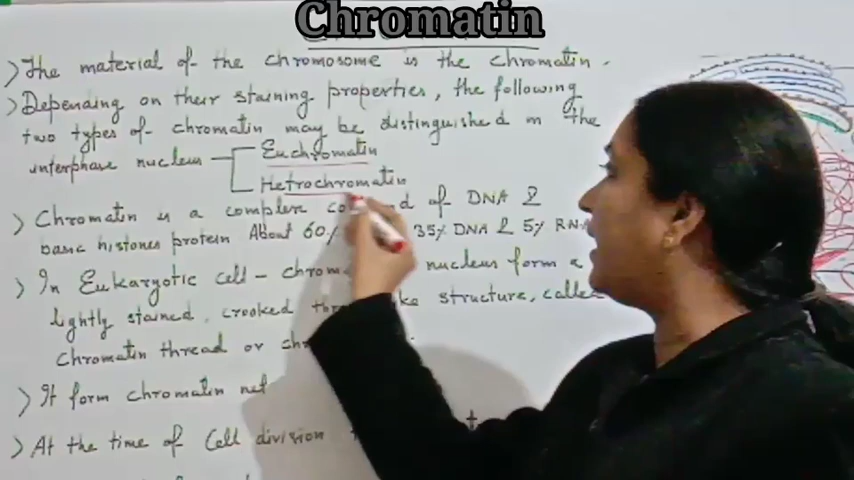 Chromatin
> The material of the chromosome is the chromatin.
> Depending on their staining properties, the following
two types of chromatin may be distinguished in the
interphase nucleus
Euchromatin
Hetrochromatin
> Chromatin is a complex of DNA &
basic histones protein About 60% 35% DNA & 5% RNA
> In Eukaryotic cell - nucleus form a
lightly stained, crooked structure, called
Chromatin thread or
> It form chromatin net
> At the time of Cell division